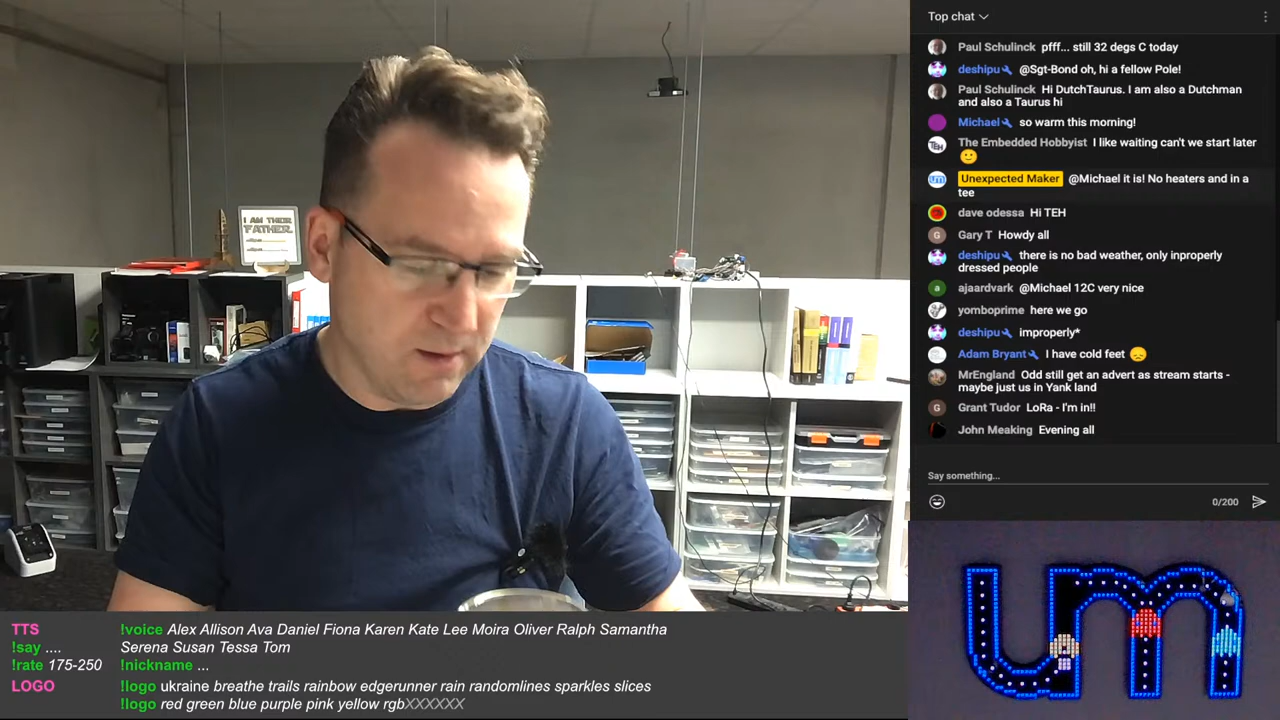 Top chat
Paul Schulinck pfff... still 32 degs C today
deshipu @Sgt-Bond oh, hi a fellow Pole!
Paul Schulinck Hi DutchTaurus. I am also a Dutchman
and also a Taurus hi
Michael so warm this morning!
TEH The Embedded Hobbyist I like waiting can't we start later
um Unexpected Maker @Michael it is! No heaters and in a
tee
dave odessa Hi TEH
G Gary T Howdy all
deshipu there is no bad weather, only inproperly
dressed people
a ajaardvark @Michael 12C very nice
yomboprime here we go
deshipu improperly*
Adam Bryant I have cold feet
MrEngland Odd still get an advert as stream starts -
maybe just us in Yank land
G Grant Tudor LoRa - I'm in!!
John Meaking Evening all
Say something...
0/200
I AM THEIR
FATHER.
um
TTS !voice Alex Allison Ava Daniel Fiona Karen Kate Lee Moira Oliver Ralph Samantha
!say .... Serena Susan Tessa Tom
!rate 175-250 !nickname ...
LOGO !logo ukraine breathe trails rainbow edgerunner rain randomlines sparkles slices
!logo red green blue purple pink yellow rgbXXXXXX